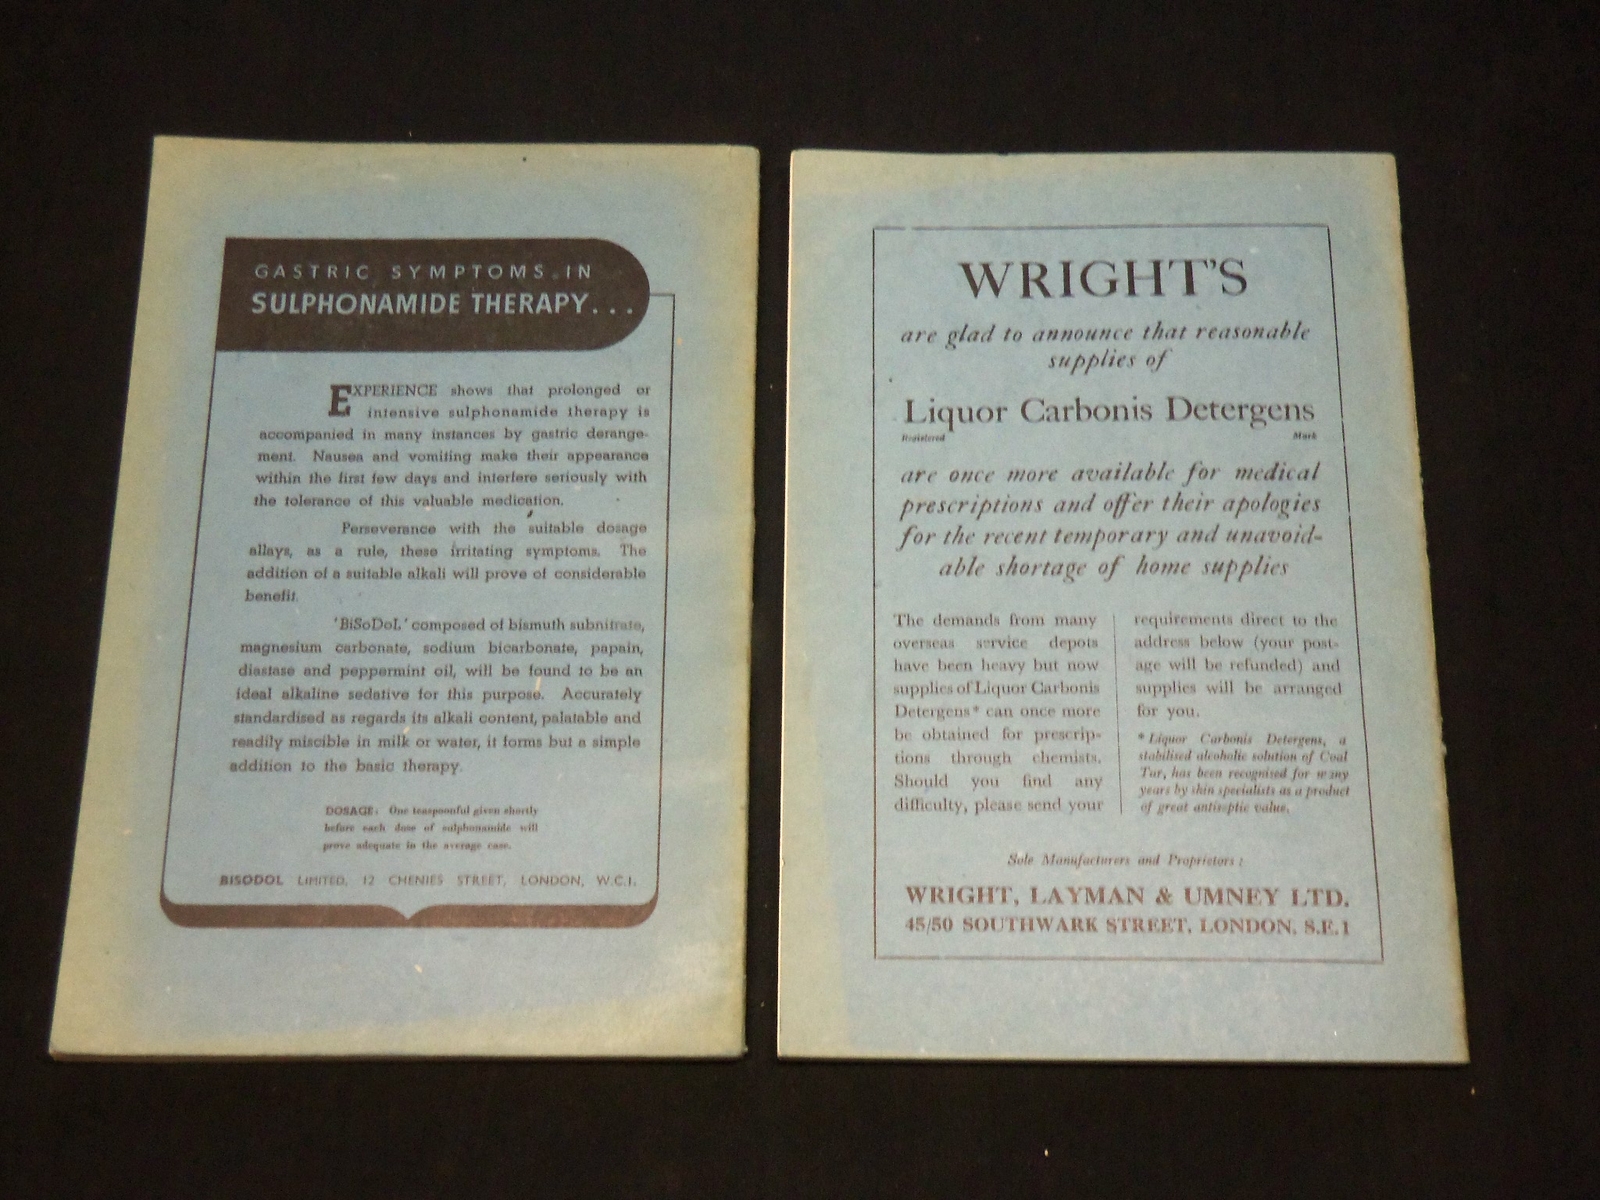 GASTRIC SYMPTOMS IN
SULPHONAMIDE THERAPY...
EXPERIENCE shows that prolonged or
intensive sulphonamide therapy is
accompanied in many instances by gastric derange-
ment. Nausea and vomiting make their appearance
within the first few days and interfere seriously with
the tolerance of this valuable medication.
Perseverance with the suitable dosage
allays, as a rule, these irritating symptoms. The
addition of a suitable alkali will prove of considerable
benefit.
'BiSoDoL' composed of bismuth subnitrate,
magnesium carbonate, sodium bicarbonate, papain,
diastase and peppermint oil, will be found to be an
ideal alkaline sedative for this purpose. Accurately
standardised as regards its alkali content, palatable and
readily miscible in milk or water, it forms but a simple
addition to the basic therapy.
DOSAGE: One teaspoonful given shortly
before each dose of sulphonamide will
prove adequate in the average case.
BISODOL LIMITED, 12 CHENIES STREET, LONDON, W.C.1.
WRIGHT'S
are glad to announce that reasonable
supplies of
Liquor Carbonis Detergens
Registered Mark
are once more available for medical
prescriptions and offer their apologies
for the recent temporary and unavoid-
able shortage of home supplies
The demands from many
overseas service depots
have been heavy but now
supplies of Liquor Carbonis
Detergens* can once more
be obtained for prescrip-
tions through chemists.
Should you find any
difficulty, please send your
requirements direct to the
address below (your post-
age will be refunded) and
supplies will be arranged
for you.
* Liquor Carbonis Detergens, a
stabilised alcoholic solution of Coal
Tar, has been recognised for many
years by skin specialists as a product
of great antiseptic value.
Sole Manufacturers and Proprietors:
WRIGHT, LAYMAN & UMNEY LTD.
45/50 SOUTHWARK STREET, LONDON, S.E.1